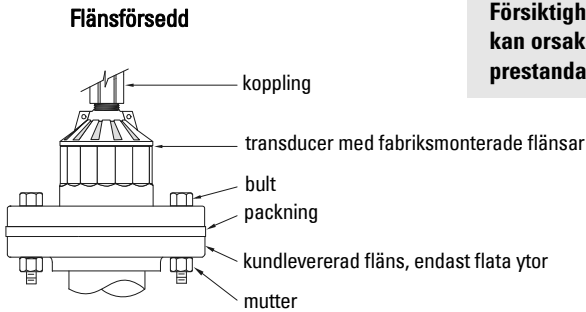 Flänsförsedd
Försiktigh
kan orsak
prestanda
koppling
transducer med fabriksmonterade flänsar
bult
packning
kundlevererad fläns, endast flata ytor
mutter